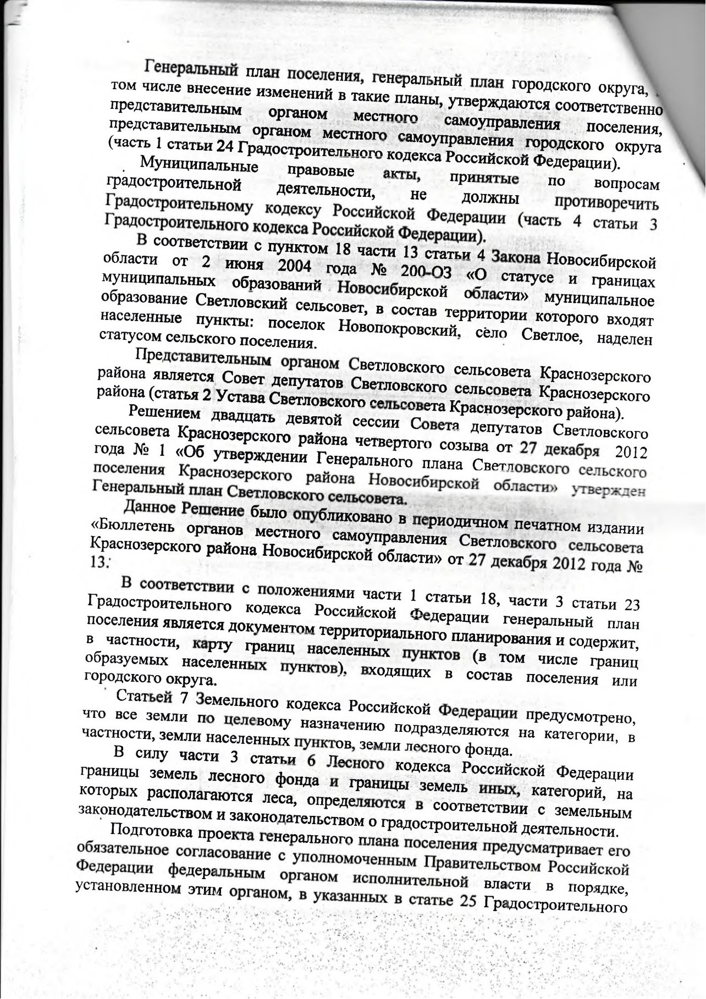 Генеральный план поселения, генеральный план городского округа,
том числе внесение изменений в такие планы, утверждаются соответственно
представительным органом местного самоуправления поселения,
представительным органом местного самоуправления городского округа
(часть 1 статьи 24 Градостроительного кодекса Российской Федерации).
Муниципальные правовые акты, принятые по вопросам
градостроительной деятельности, не должны противоречить
Градостроительному кодексу Российской Федерации (часть 4 статьи 3
Градостроительного кодекса Российской Федерации).
В соответствии с пунктом 18 части 13 статьи 4 Закона Новосибирской
области от 2 июня 2004 года № 200-ОЗ «О статусе и границах
муниципальных образований Новосибирской области» муниципальное
образование Светловский сельсовет, в состав территории которого входят
населенные пункты: поселок Новопокровский, село Светлое, наделен
статусом сельского поселения.
Представительным органом Светловского сельсовета Краснозерского
района является Совет депутатов Светловского сельсовета Краснозерского
района (статья 2 Устава Светловского сельсовета Краснозерского района).
Решением двадцать девятой сессии Совета депутатов Светловского
сельсовета Краснозерского района четвертого созыва от 27 декабря 2012
года № 1 «Об утверждении Генерального плана Светловского сельского
поселения Краснозерского района Новосибирской области» утвержден
Генеральный план Светловского сельсовета.
Данное Решение было опубликовано в периодичном печатном издании
«Бюллетень органов местного самоуправления Светловского сельсовета
Краснозерского района Новосибирской области» от 27 декабря 2012 года №
13.
В соответствии с положениями части 1 статьи 18, части 3 статьи 23
Градостроительного кодекса Российской Федерации генеральный план
поселения является документом территориального планирования и содержит,
в частности, карту границ населенных пунктов (в том числе границ
образуемых населенных пунктов), входящих в состав поселения или
городского округа.
Статьей 7 Земельного кодекса Российской Федерации предусмотрено,
что все земли по целевому назначению подразделяются на категории, в
частности, земли населенных пунктов, земли лесного фонда.
В силу части 3 статьи 6 Лесного кодекса Российской Федерации
границы земель лесного фонда и границы земель иных, категорий, на
которых располагаются леса, определяются в соответствии с земельным
законодательством и законодательством о градостроительной деятельности.
Подготовка проекта генерального плана поселения предусматривает его
обязательное согласование с уполномоченным Правительством Российской
Федерации федеральным органом исполнительной власти в порядке,
установленном этим органом, в указанных в статье 25 Градостроительного